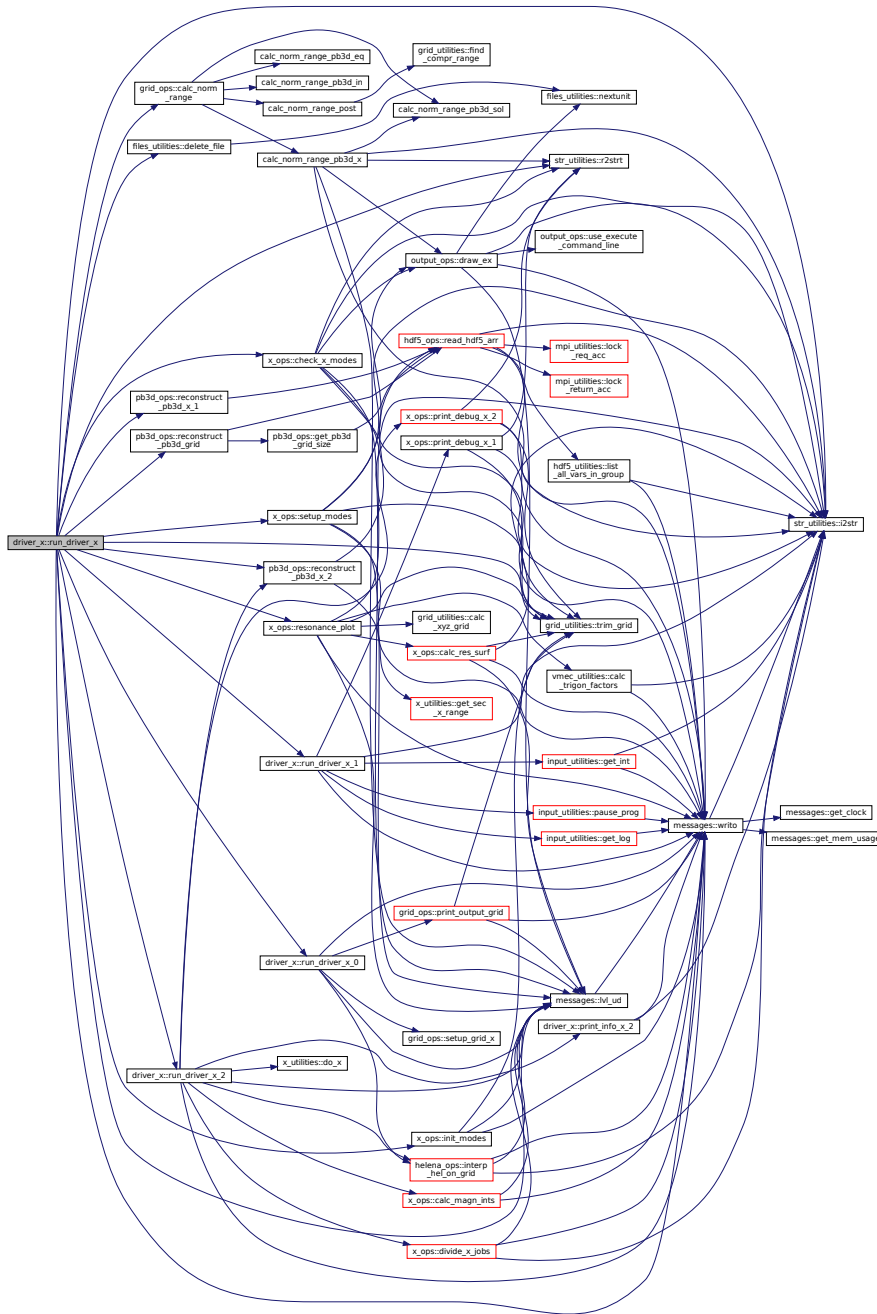 driver_x::run_driver_x
grid_ops::calc_norm
_range
files_utilities::delete_file
calc_norm_range_pb3d_eq
calc_norm_range_pb3d_in
calc_norm_range_post
grid_utilities::find
_compr_range
calc_norm_range_pb3d_sol
files_utilities::nextunit
calc_norm_range_pb3d_x
str_utilities::r2strt
output_ops::use_execute
_command_line
output_ops::draw_ex
x_ops::check_x_modes
hdf5_ops::read_hdf5_arr
mpi_utilities::lock
_req_acc
mpi_utilities::lock
_return_acc
pb3d_ops::reconstruct
_pb3d_x_1
pb3d_ops::reconstruct
_pb3d_grid
pb3d_ops::get_pb3d
_grid_size
x_ops::print_debug_x_2
x_ops::print_debug_x_1
hdf5_utilities::list
_all_vars_in_group
x_ops::setup_modes
str_utilities::i2str
pb3d_ops::reconstruct
_pb3d_x_2
x_ops::resonance_plot
grid_utilities::calc
_xyz_grid
grid_utilities::trim_grid
x_ops::calc_res_surf
vmec_utilities::calc
_trigon_factors
x_utilities::get_sec
_x_range
driver_x::run_driver_x_1
input_utilities::get_int
input_utilities::pause_prog
input_utilities::get_log
messages::writo
messages::get_clock
messages::get_mem_usage
grid_ops::print_output_grid
driver_x::run_driver_x_0
messages::lvl_ud
driver_x::print_info_x_2
grid_ops::setup_grid_x
x_utilities::do_x
driver_x::run_driver_x_2
x_ops::init_modes
helena_ops::interp
_hel_on_grid
x_ops::calc_magn_ints
x_ops::divide_x_jobs